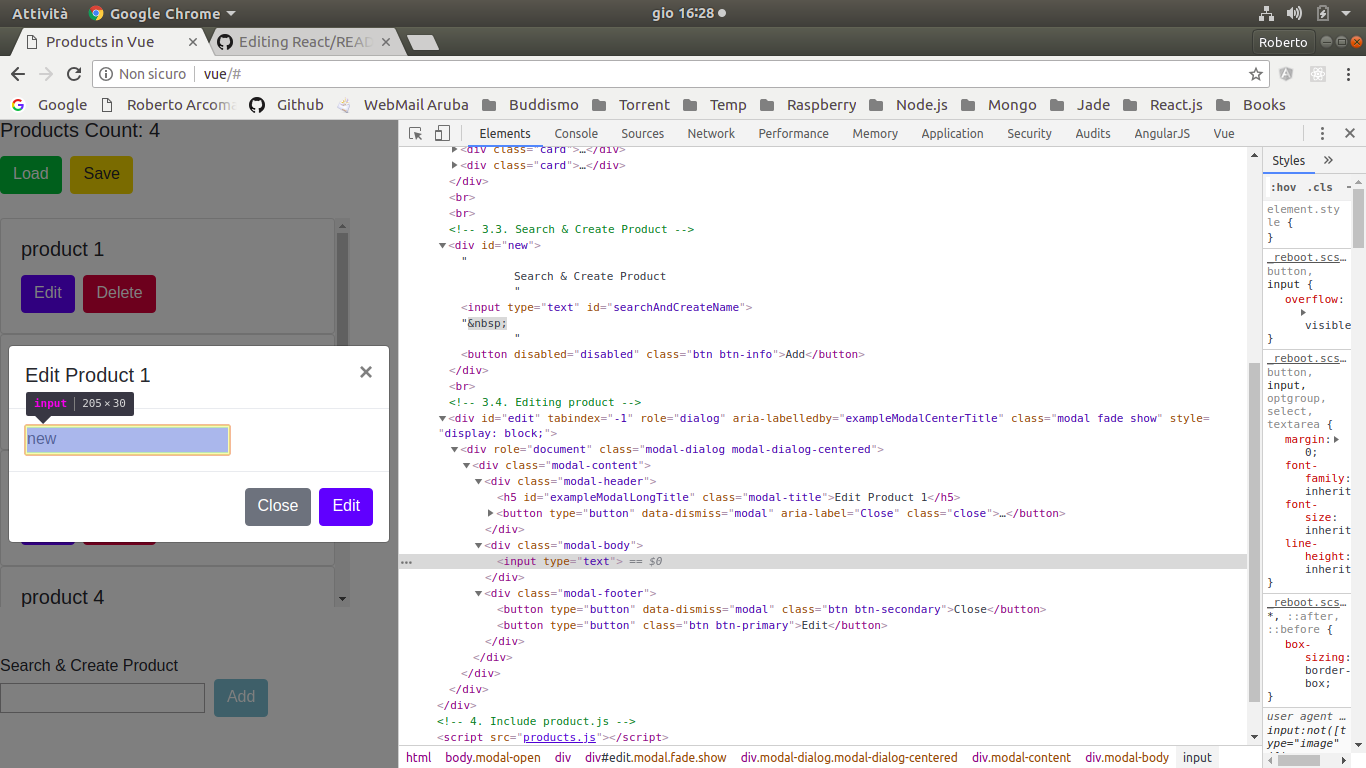 Attività Google Chrome gio 16:28
Products in Vue Editing React/READ Roberto
Non sicuro vue/#
Google Roberto Arcoma Github WebMail Aruba Buddismo Torrent Temp Raspberry Node.js Mongo Jade React.js Books
Products Count: 4
Load Save
product 1
Edit Delete
Edit Product 1 ×
input 205 × 30
new
Close Edit
product 4
Search & Create Product
Add
Elements Console Sources Network Performance Memory Application Security Audits AngularJS Vue
<div class="card">…</div>
<div class="card">…</div>
</div>
<br>
<br>
<!-- 3.3. Search & Create Product -->
<div id="new">
"
Search & Create Product
"
<input type="text" id="searchAndCreateName">
"&nbsp;
"
<button disabled="disabled" class="btn btn-info">Add</button>
</div>
<br>
<!-- 3.4. Editing product -->
<div id="edit" tabindex="-1" role="dialog" aria-labelledby="exampleModalCenterTitle" class="modal fade show" style=
"display: block;">
<div role="document" class="modal-dialog modal-dialog-centered">
<div class="modal-content">
<div class="modal-header">
<h5 id="exampleModalLongTitle" class="modal-title">Edit Product 1</h5>
<button type="button" data-dismiss="modal" aria-label="Close" class="close">…</button>
</div>
<div class="modal-body">
… <input type="text"> == $0
</div>
<div class="modal-footer">
<button type="button" data-dismiss="modal" class="btn btn-secondary">Close</button>
<button type="button" class="btn btn-primary">Edit</button>
</div>
</div>
</div>
</div>
</div>
<!-- 4. Include product.js -->
<script src="products.js"></script>
html body.modal-open div div#edit.modal.fade.show div.modal-dialog.modal-dialog-centered div.modal-content div.modal-body input
Styles »
:hov .cls
element.sty
le {
}
_reboot.scs…
button,
input {
overflow:
visible
}
_reboot.scs…
button,
input,
optgroup,
select,
textarea {
margin:
0;
font-
family:
inherit
font-
size:
inherit
line-
height:
inherit
}
_reboot.scs…
*, ::after,
::before {
box-
sizing:
border-
box;
}
user agent …
input:not([t
ype="image"